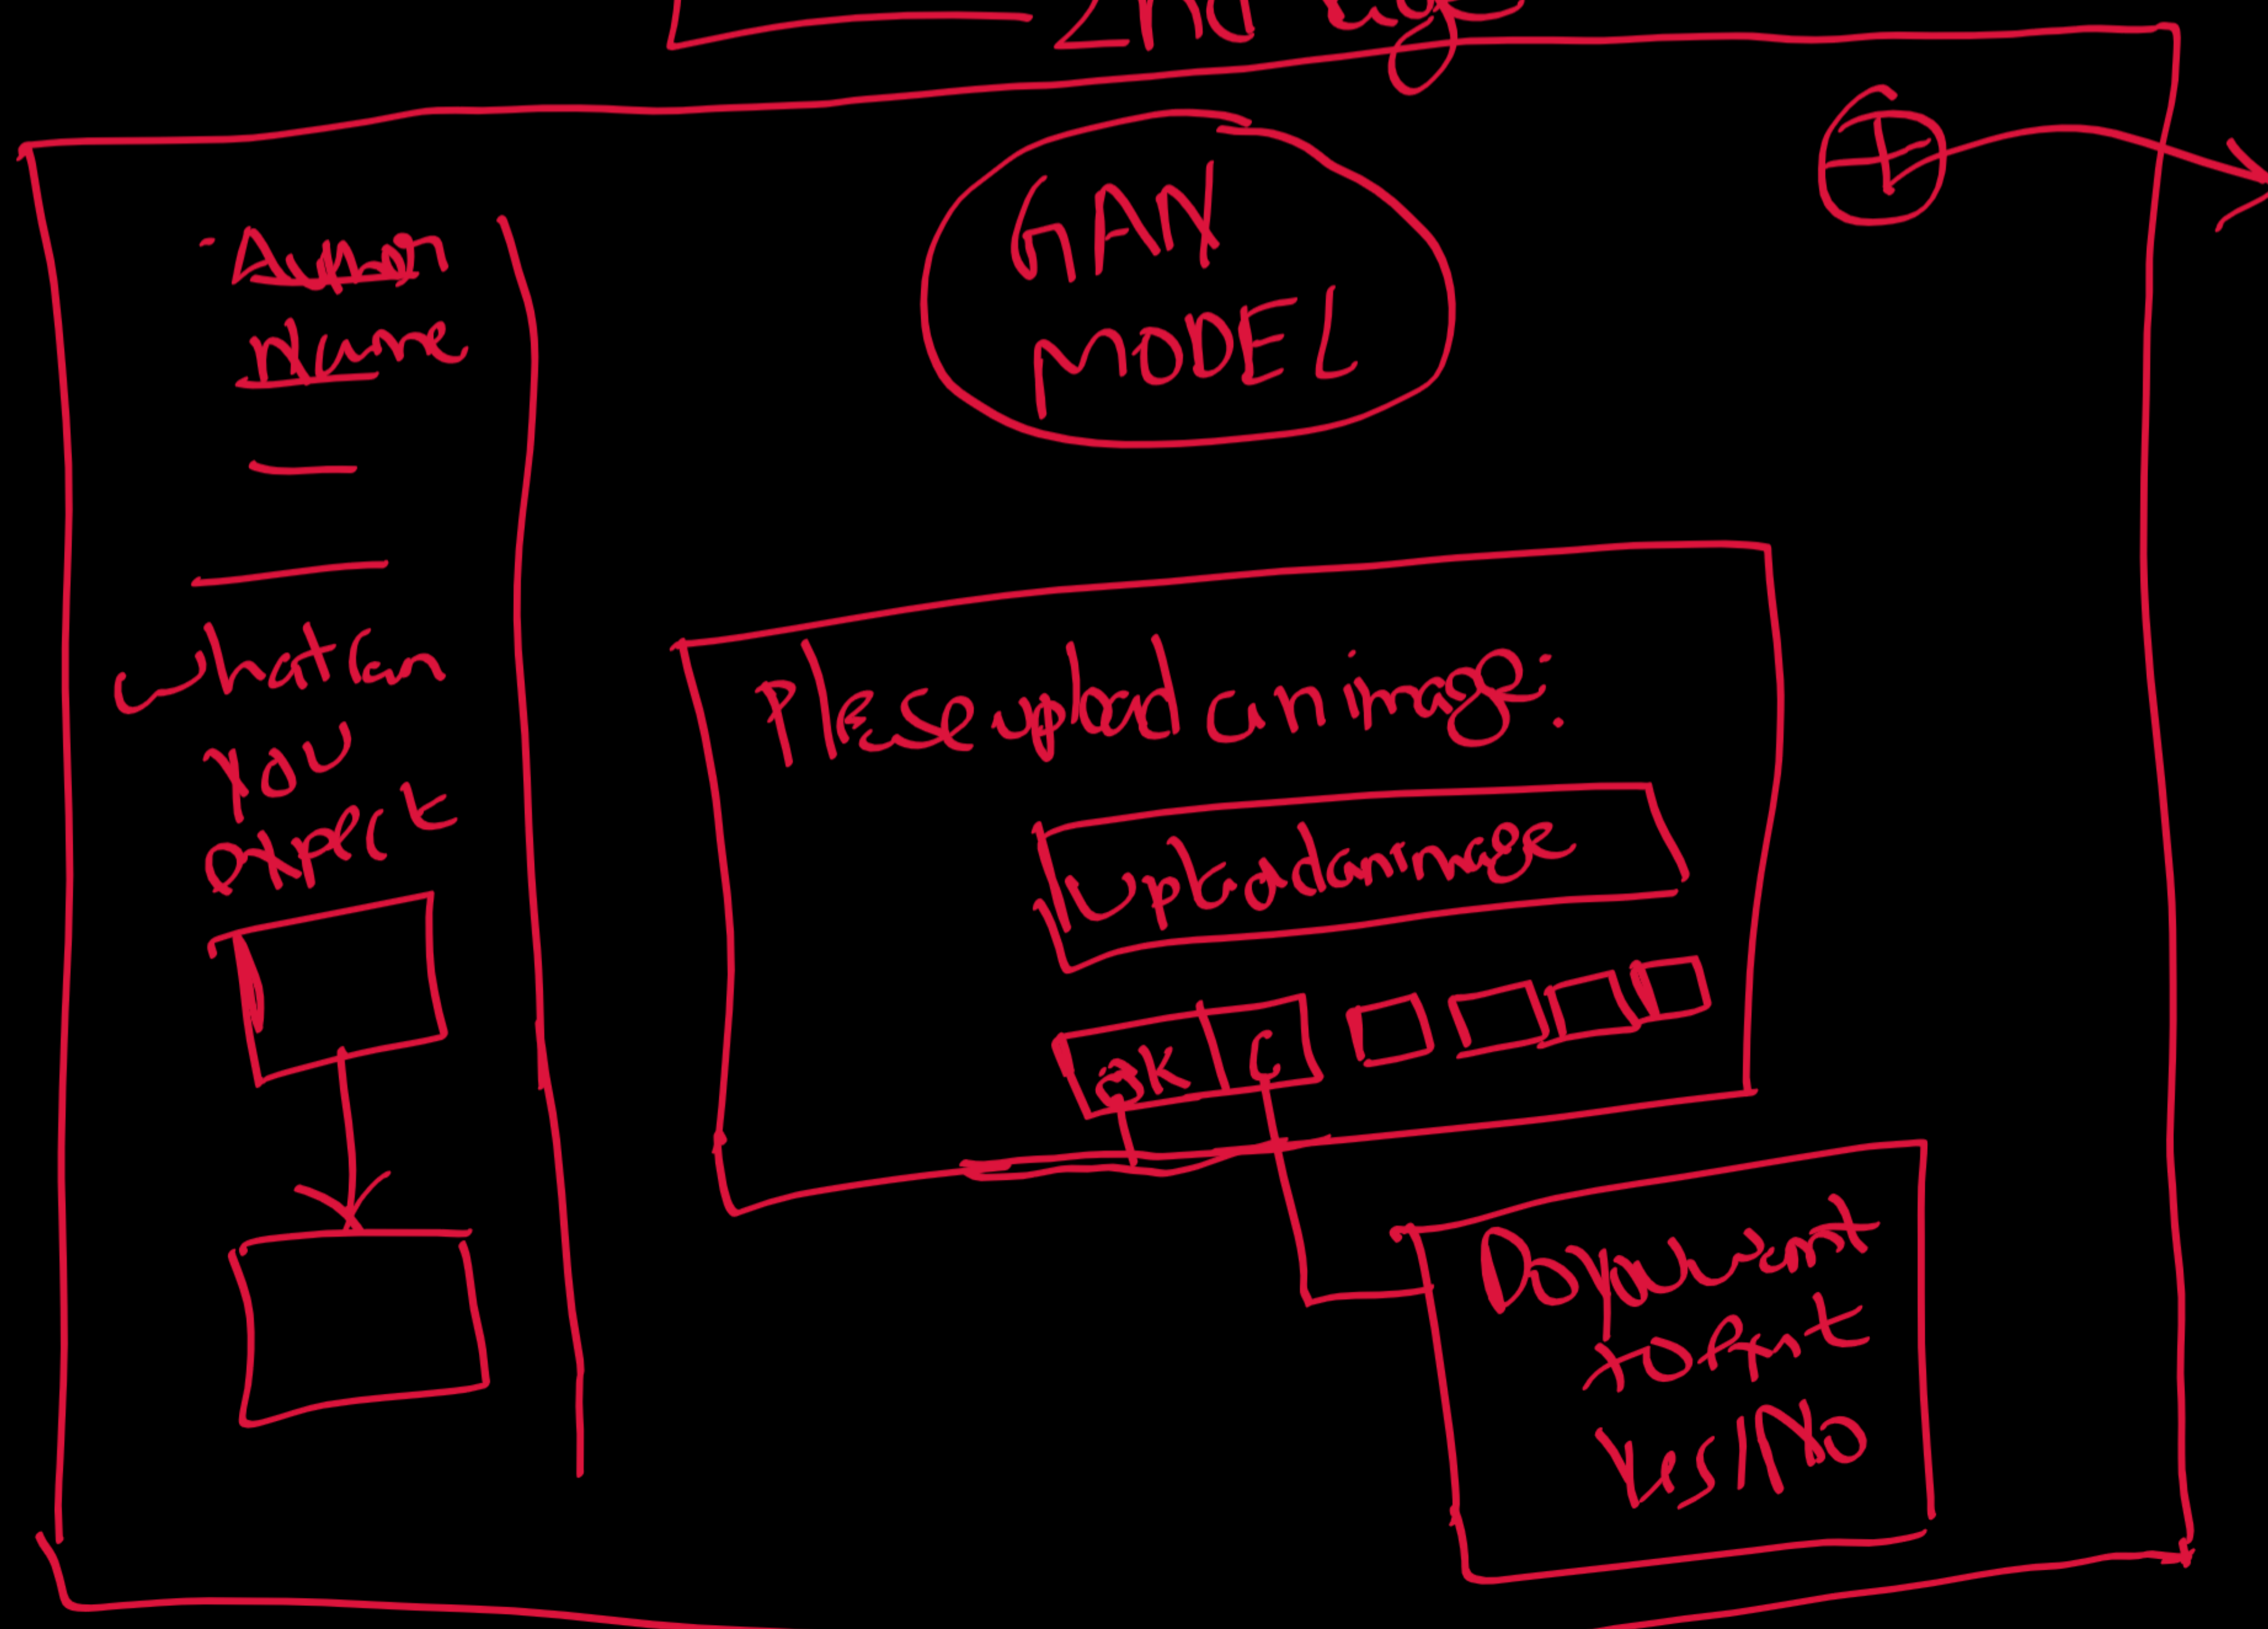 2nd Page
GAN
MODEL
Author
Name
What Can
You
expect
Please upload an image:
Upload an image
OK C
Do you want
to
Yes/No